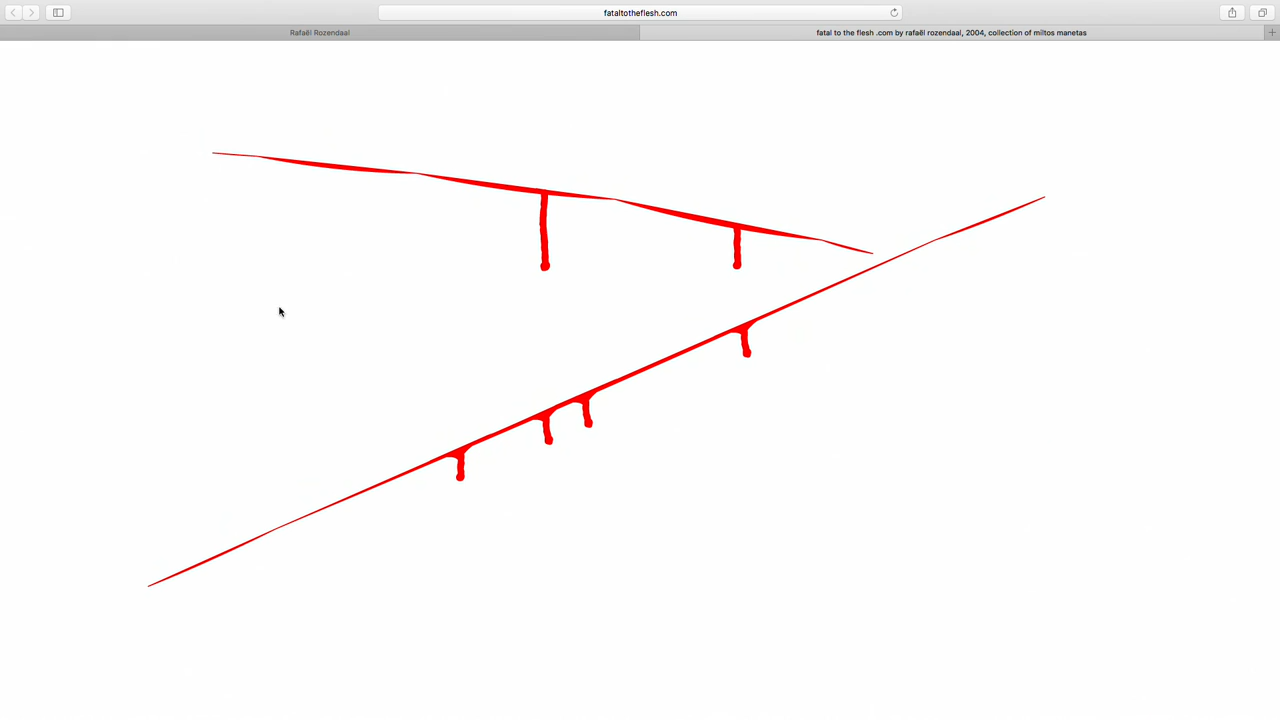 fataltotheflesh.com
Rafaël Rozendaal
fatal to the flesh .com by rafaël rozendaal, 2004, collection of miltos manetas